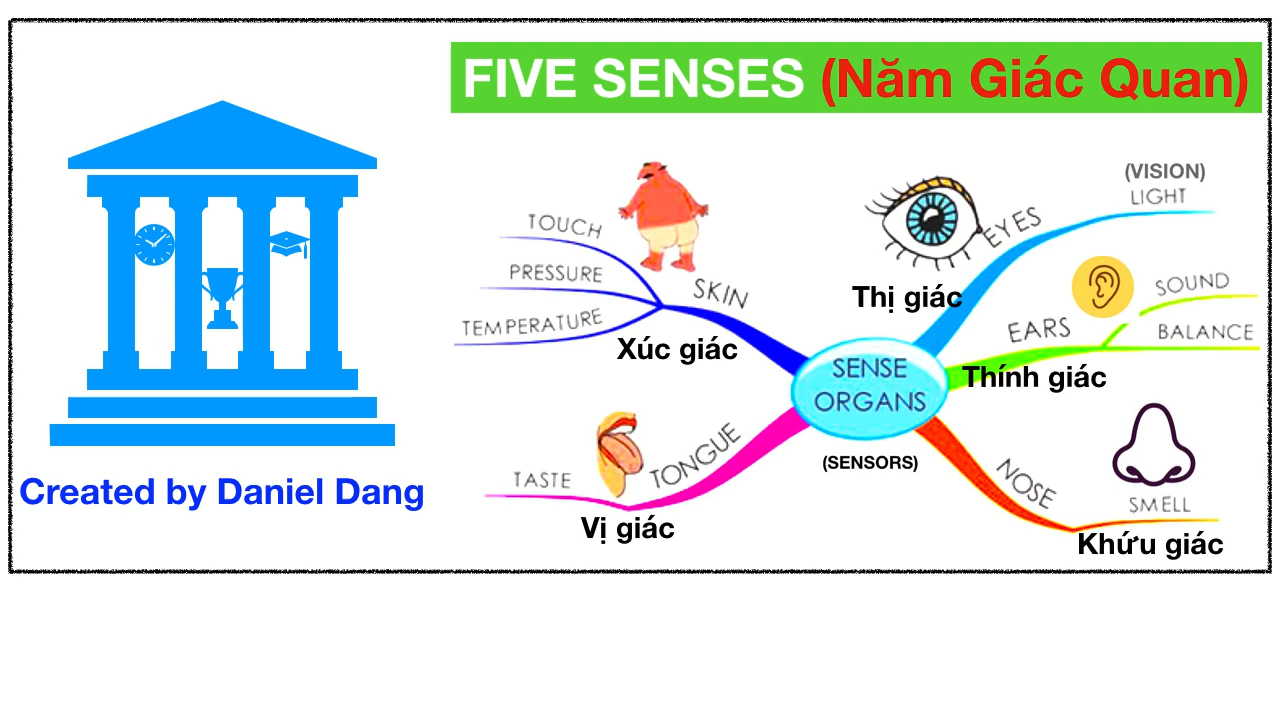 FIVE SENSES (Năm Giác Quan)
(VISION)
LIGHT
EYES
TOUCH
PRESSURE
TEMPERATURE
SKIN
Xúc giác
Thị giác
SOUND
BALANCE
EARS
Thính giác
SENSE
ORGANS
(SENSORS)
TASTE
TONGUE
Vị giác
NOSE
SMELL
Khứu giác
Created by Daniel Dang